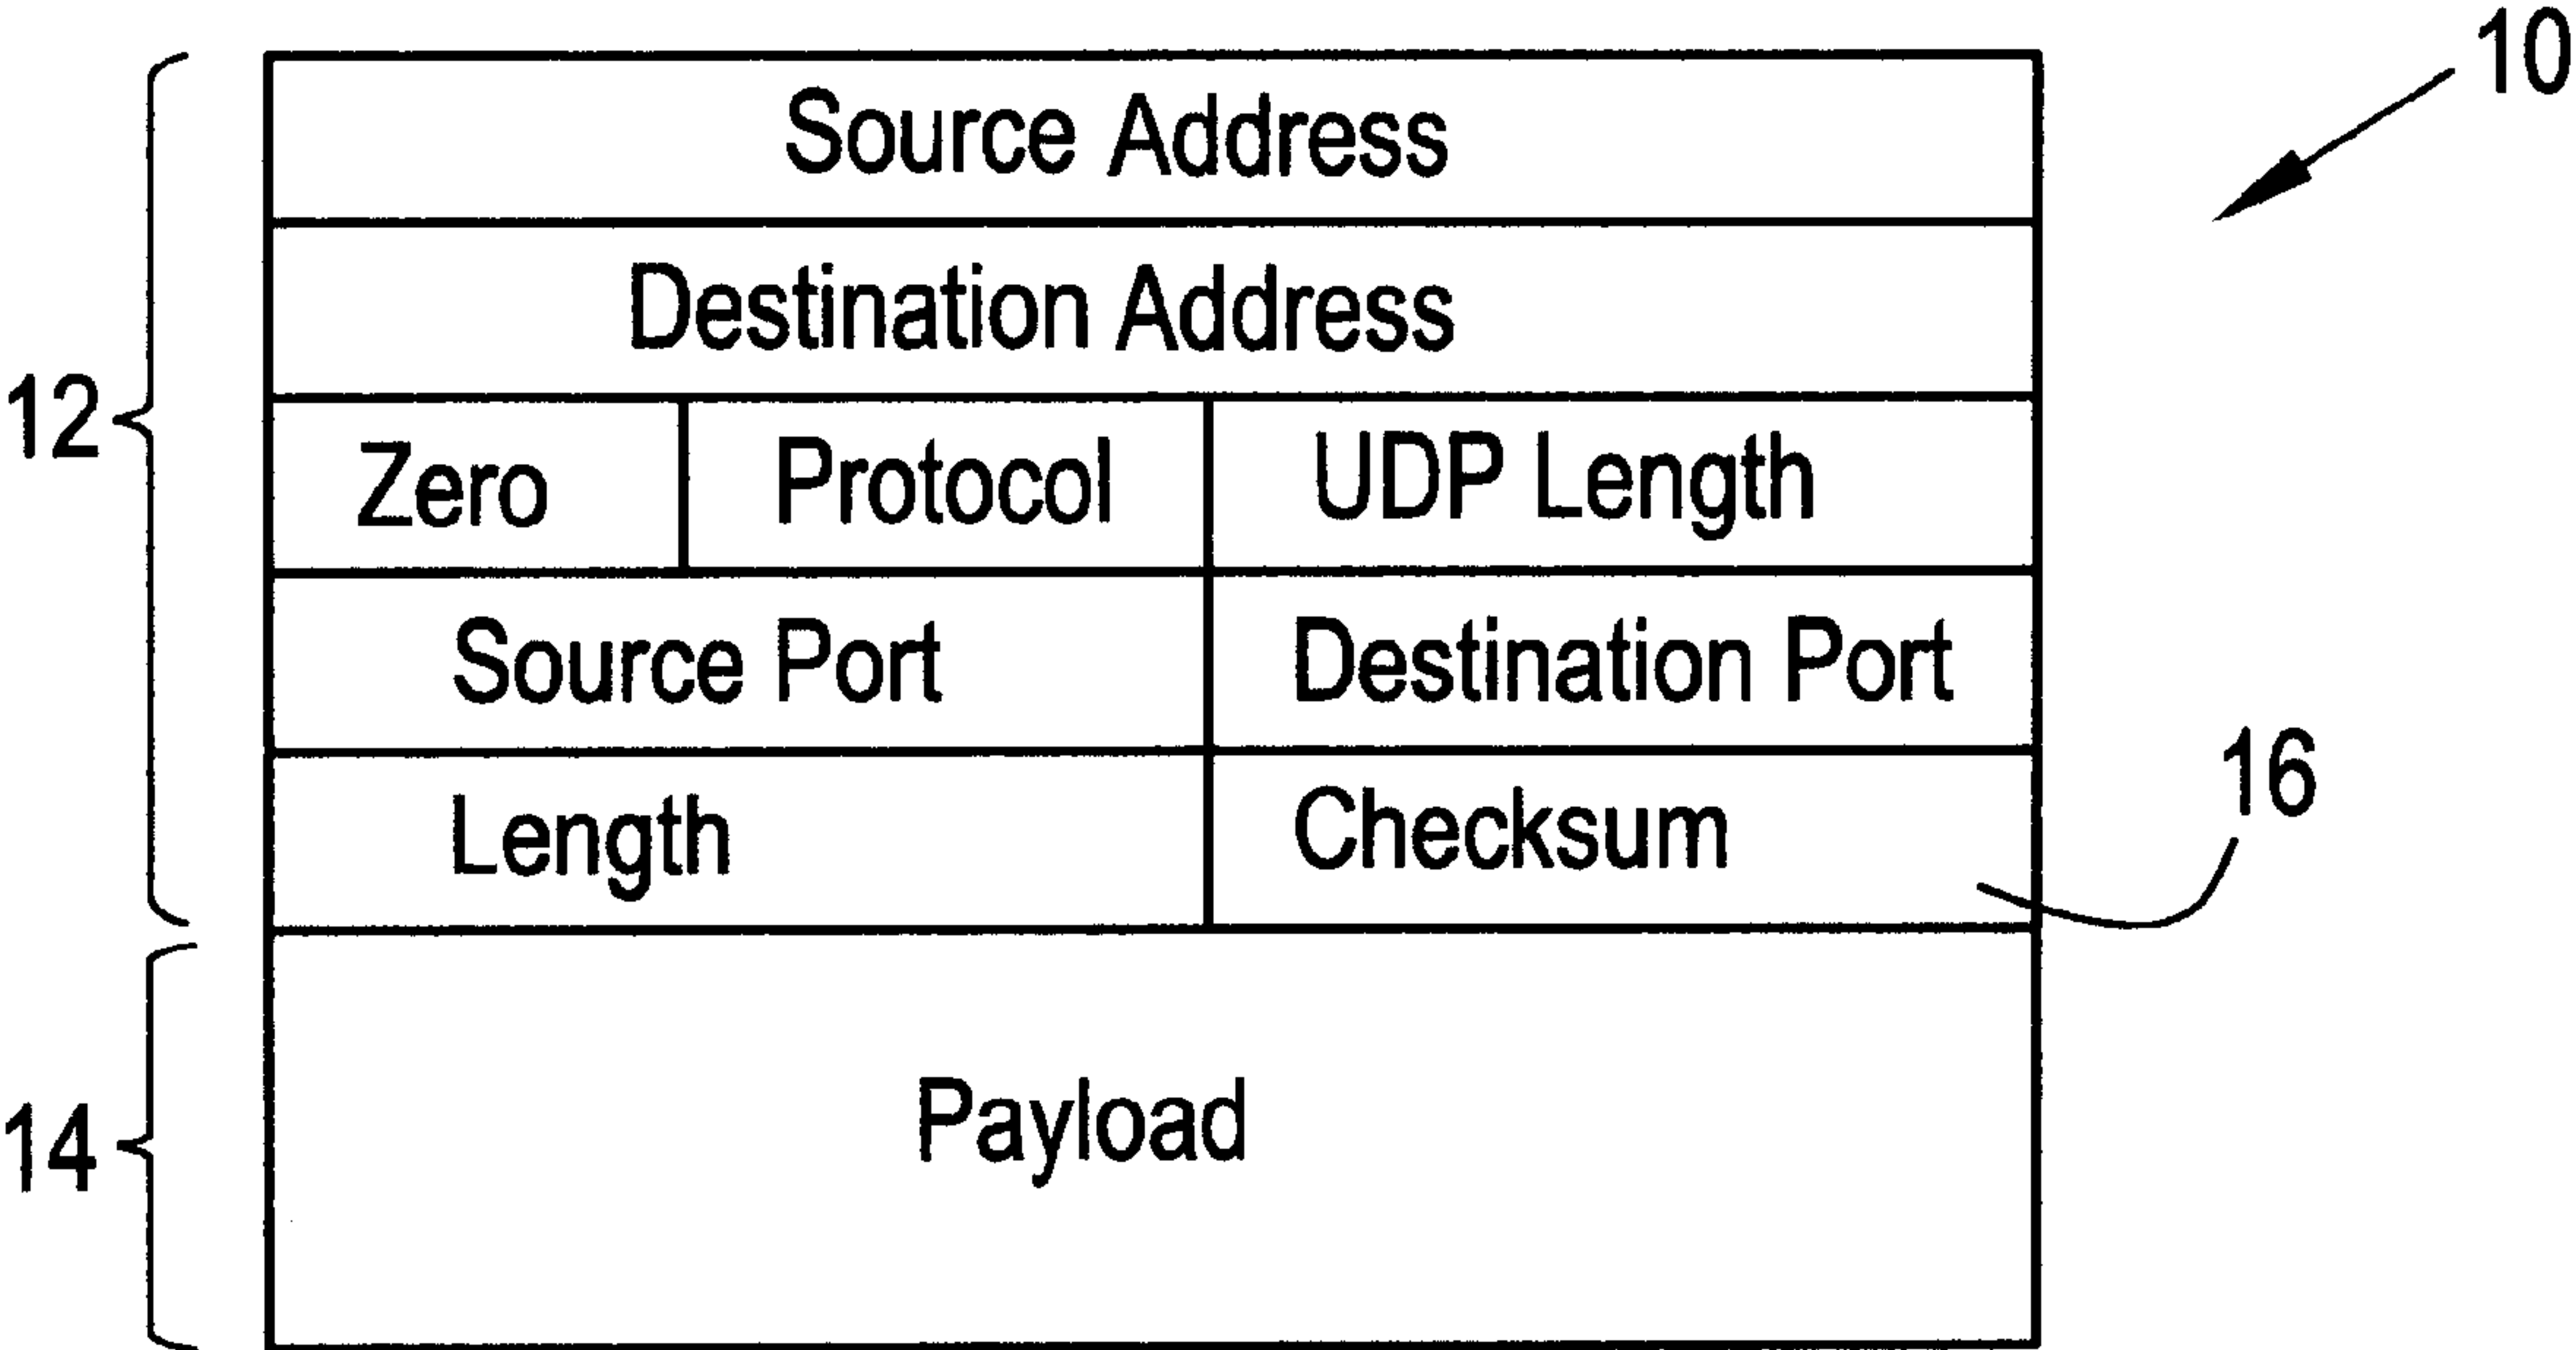 10
Source Address
Destination Address
12
Zero Protocol UDP Length
Source Port Destination Port
16
Length Checksum
14
Payload